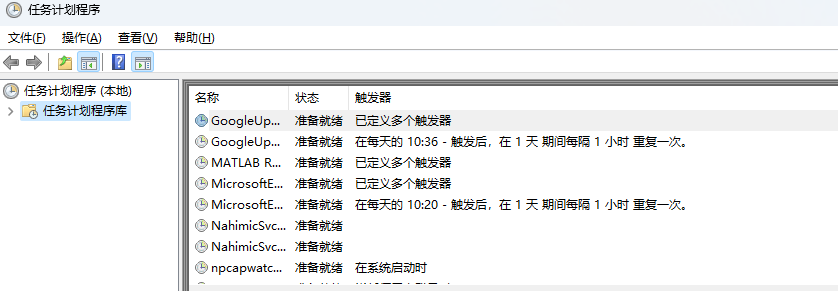 任务计划程序
文件(F) 操作(A) 查看(V) 帮助(H)
任务计划程序 (本地)
任务计划程序库
名称 状态 触发器
GoogleUp... 准备就绪 已定义多个触发器
GoogleUp... 准备就绪 在每天的 10:36 - 触发后，在 1 天 期间每隔 1 小时 重复一次。
MATLAB R... 准备就绪 已定义多个触发器
MicrosoftE... 准备就绪 已定义多个触发器
MicrosoftE... 准备就绪 在每天的 10:20 - 触发后，在 1 天 期间每隔 1 小时 重复一次。
NahimicSvc... 准备就绪
NahimicSvc... 准备就绪
npcapwatc... 准备就绪 在系统启动时